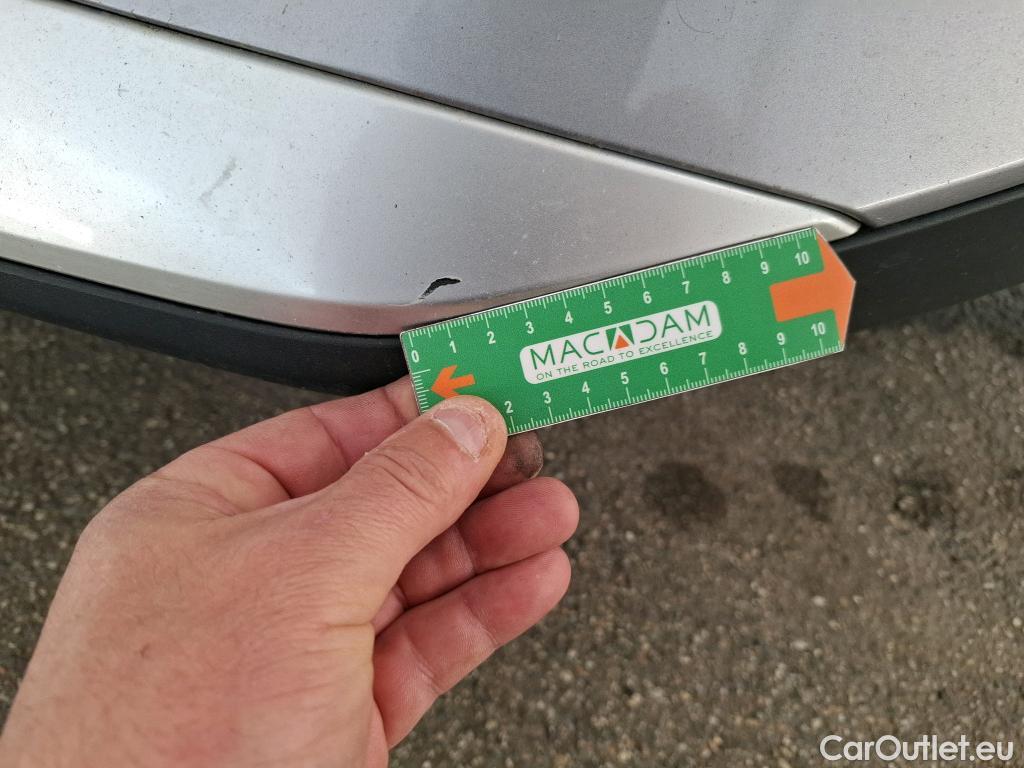 0 1 2 3 4 5 6 7 8 9 10
MACADAM
ON THE ROAD TO EXCELLENCE
2 3 4 5 6 7 8 9 10
CarOutlet.eu